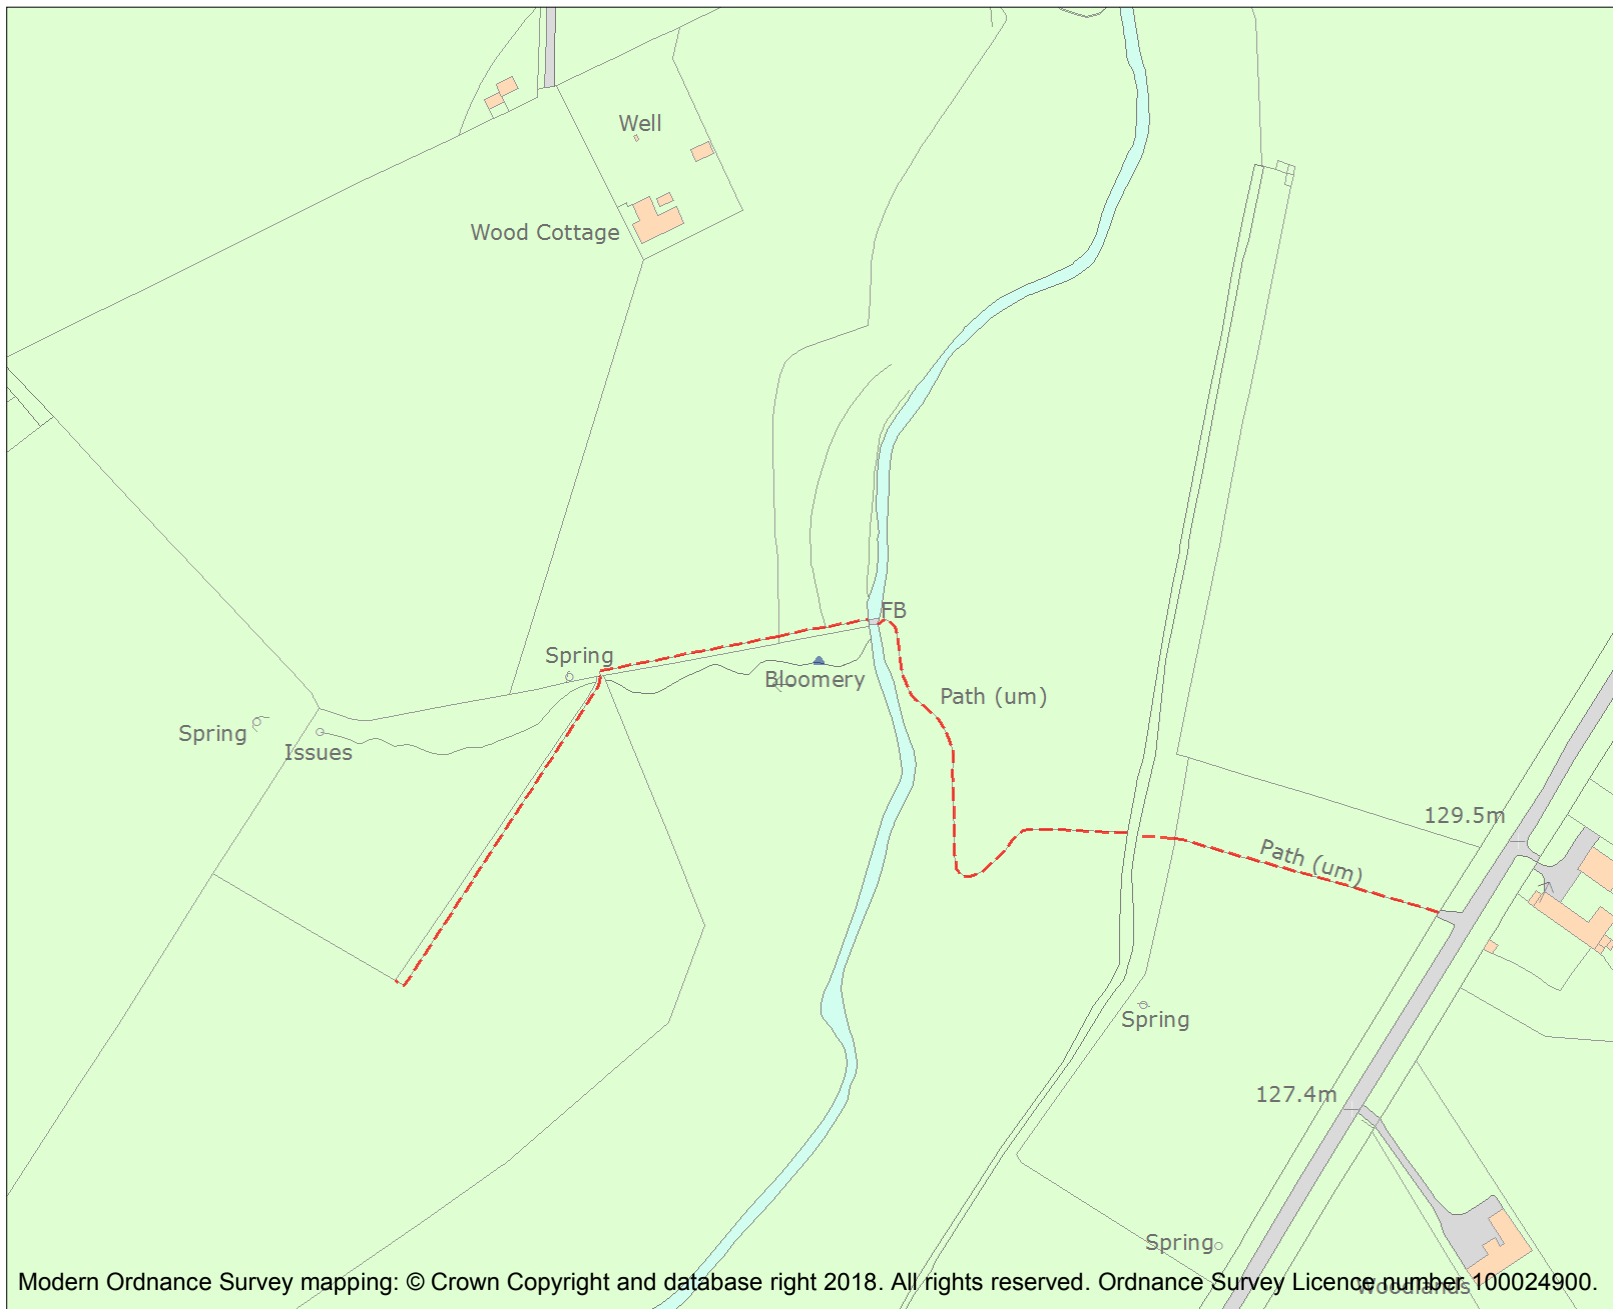 Well
Wood Cottage
FB
Spring
Bloomery
Path (um)
Spring
Issues
129.5m
Path (um)
Spring
127.4m
Spring
Woodlands
Modern Ordnance Survey mapping: © Crown Copyright and database right 2018. All rights reserved. Ordnance Survey Licence number 100024900.